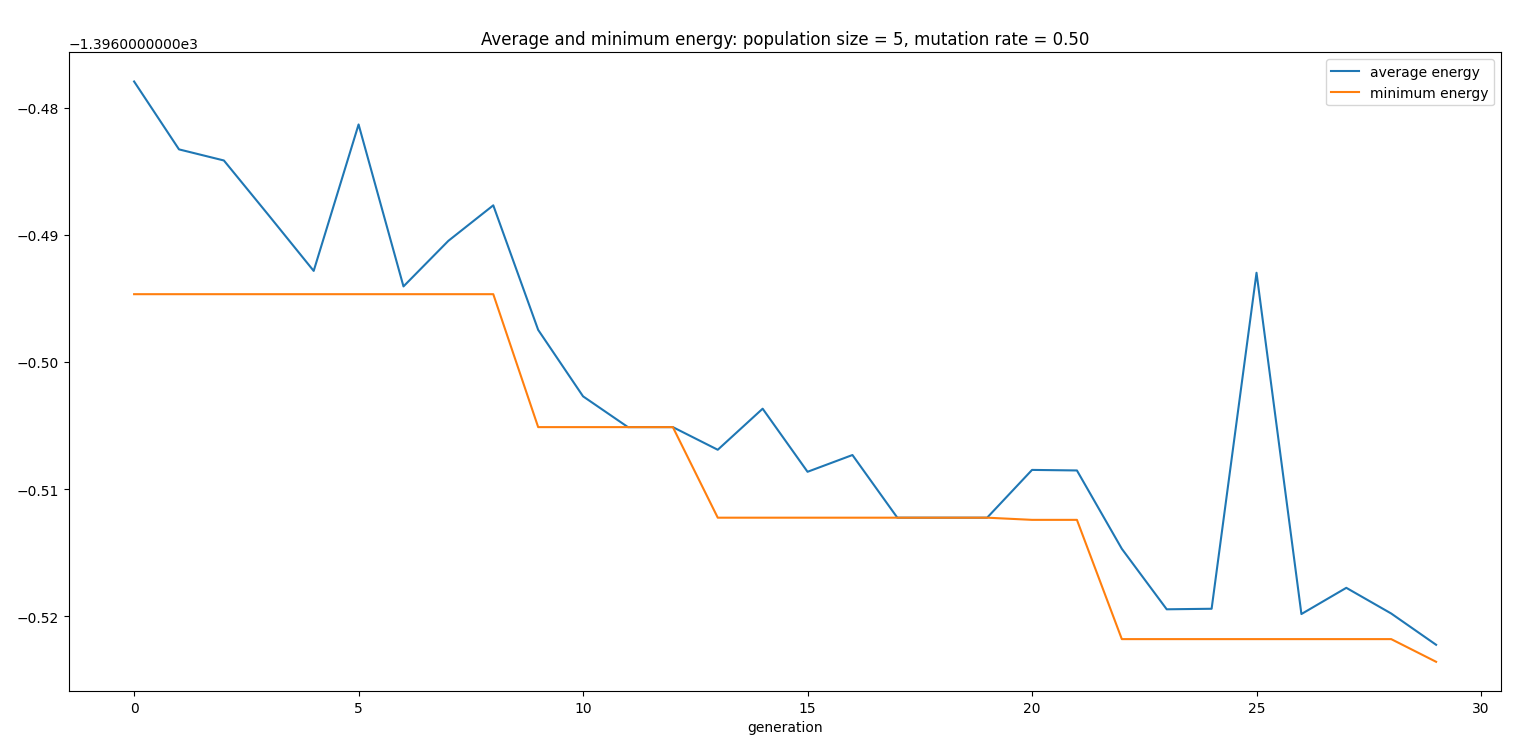 Average and minimum energy: population size = 5, mutation rate = 0.50
−1.3960000000e3
average energy
minimum energy
−0.48
−0.49
−0.50
−0.51
−0.52
0 5 10 15 20 25 30
generation